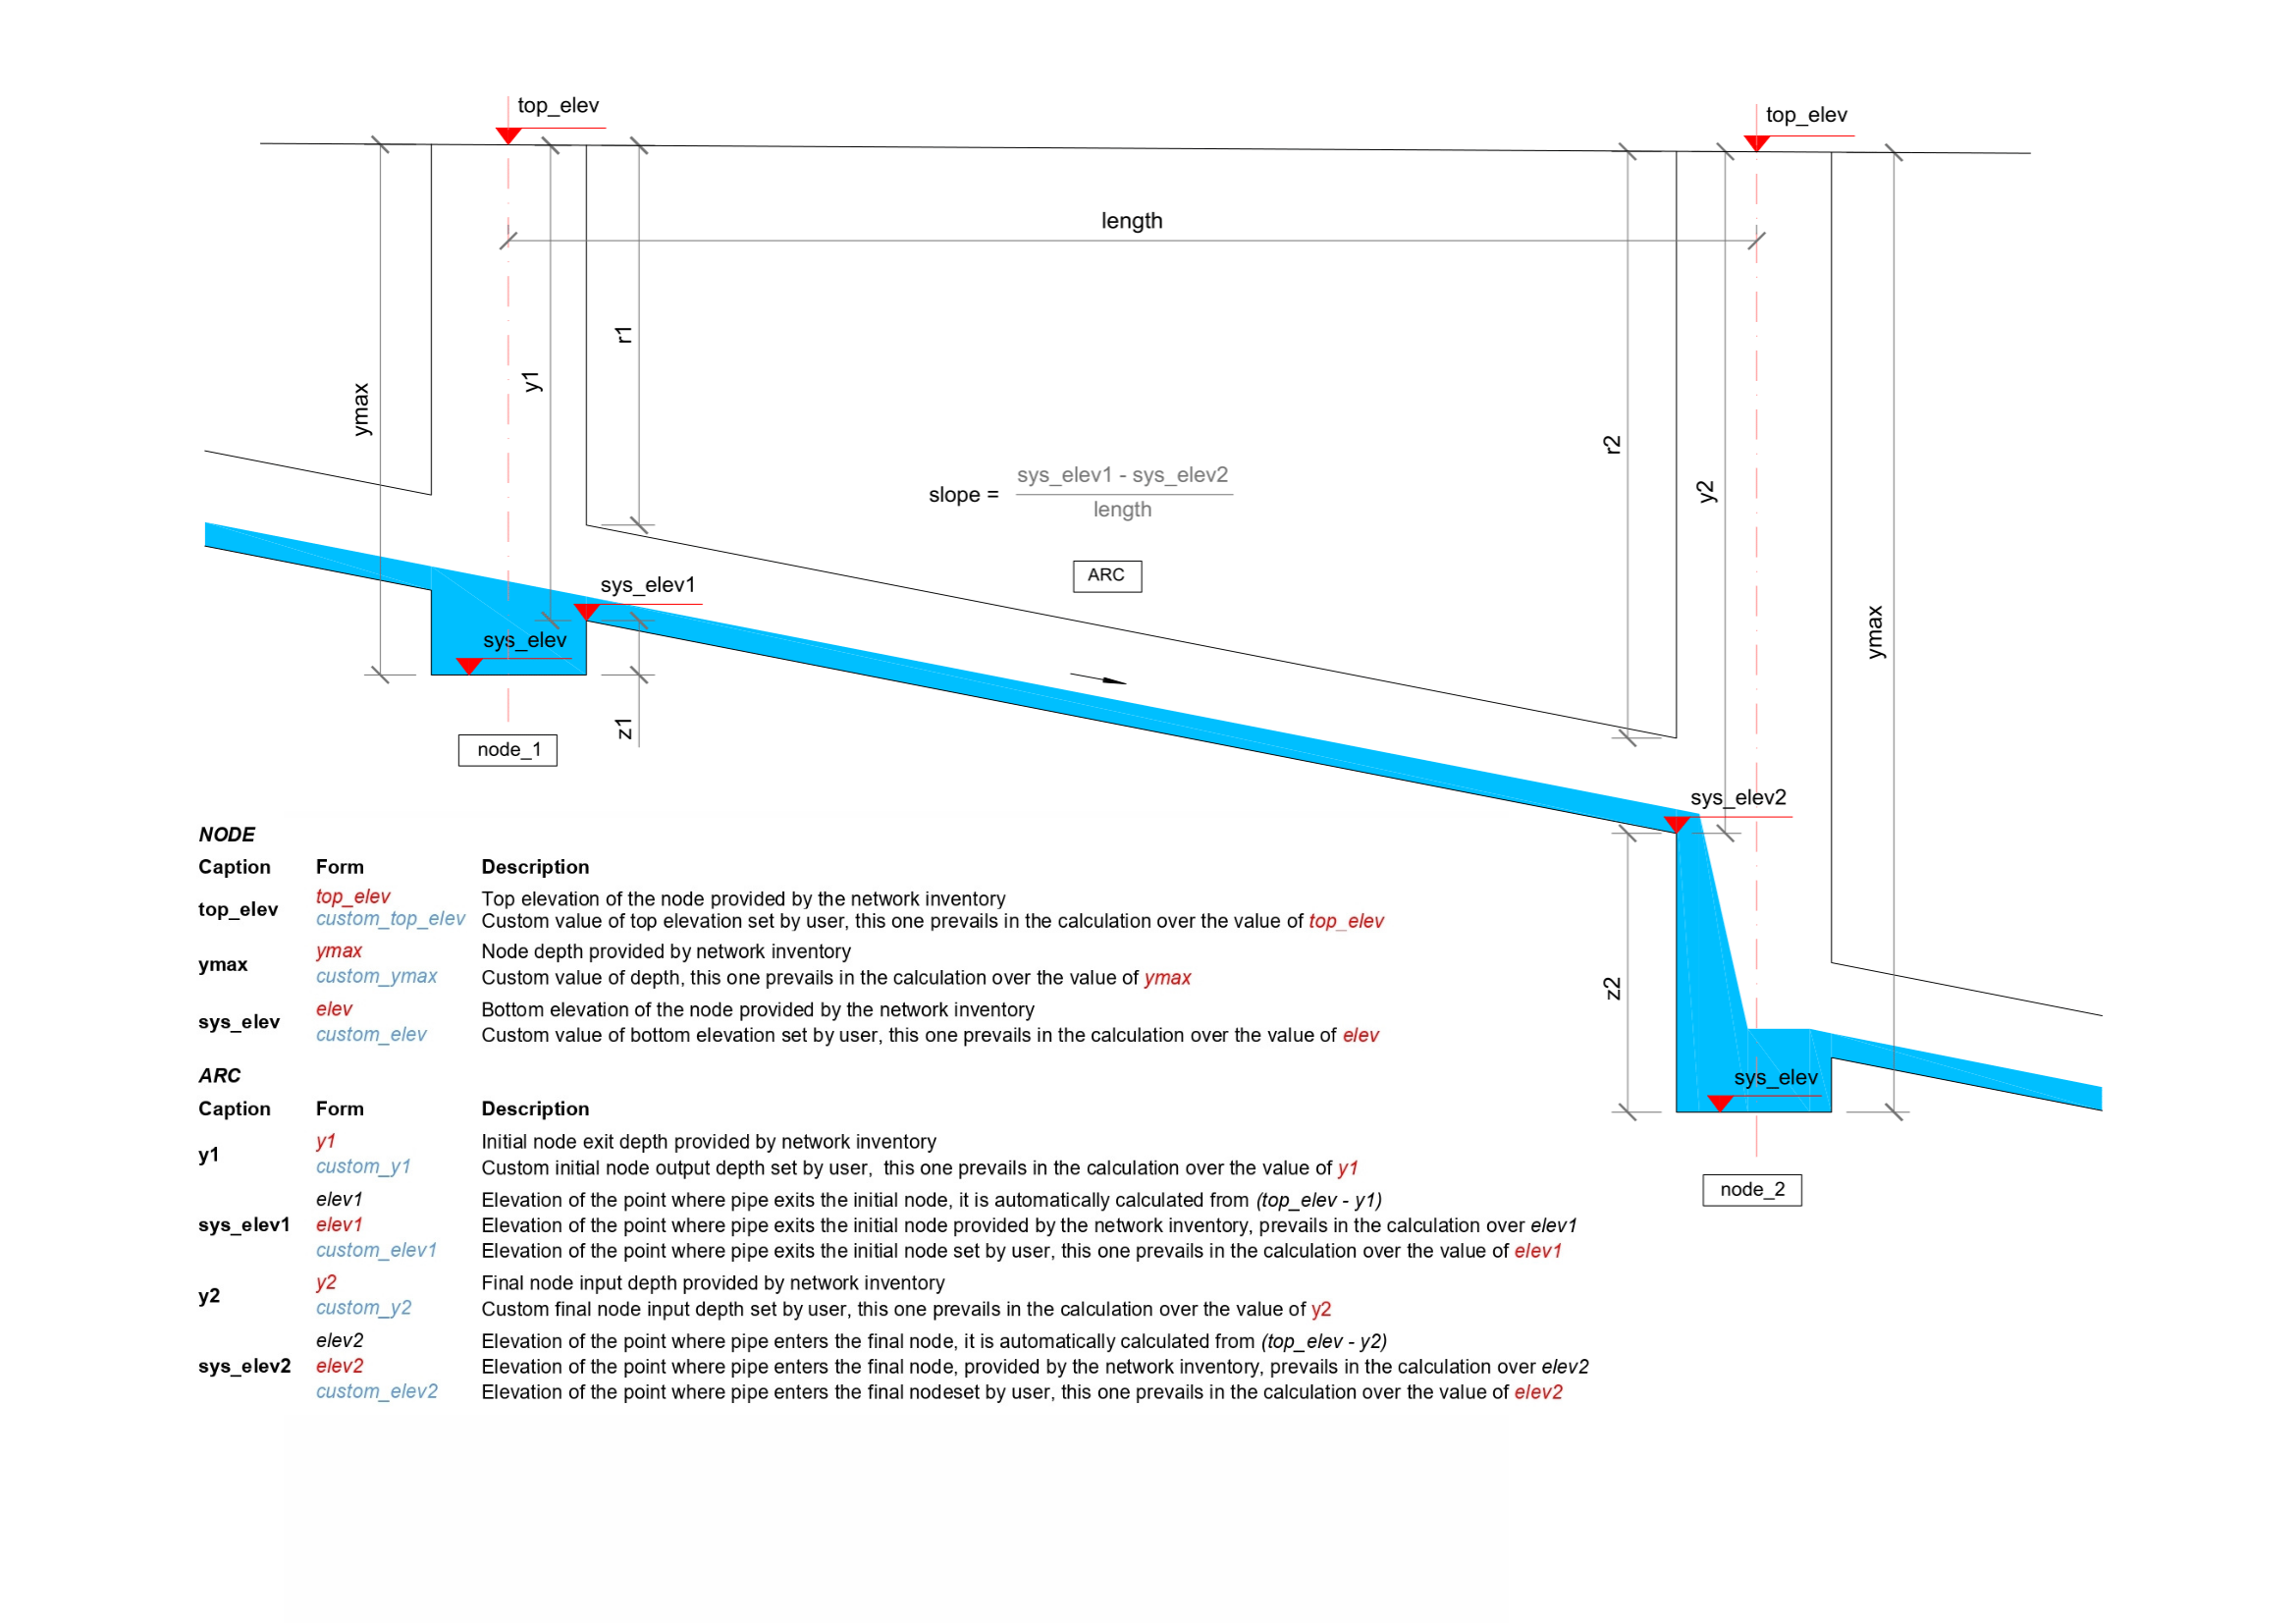 top_elev
top_elev
length
r1
y1
ymax
r2
y2
slope = sys_elev1 - sys_elev2
length
ARC
sys_elev1
sys_elev
ymax
z1
node_1
sys_elev2
z2
sys_elev
node_2
NODE
Caption Form Description
top_elev
top_elev Top elevation of the node provided by the network inventory
custom_top_elev Custom value of top elevation set by user, this one prevails in the calculation over the value of top_elev
ymax
ymax Node depth provided by network inventory
custom_ymax Custom value of depth, this one prevails in the calculation over the value of ymax
sys_elev
elev Bottom elevation of the node provided by the network inventory
custom_elev Custom value of bottom elevation set by user, this one prevails in the calculation over the value of elev
ARC
Caption Form Description
y1
y1 Initial node exit depth provided by network inventory
custom_y1 Custom initial node output depth set by user, this one prevails in the calculation over the value of y1
elev1 Elevation of the point where pipe exits the initial node, it is automatically calculated from (top_elev - y1)
sys_elev1 elev1 Elevation of the point where pipe exits the initial node provided by the network inventory, prevails in the calculation over elev1
custom_elev1 Elevation of the point where pipe exits the initial node set by user, this one prevails in the calculation over the value of elev1
y2
y2 Final node input depth provided by network inventory
custom_y2 Custom final node input depth set by user, this one prevails in the calculation over the value of y2
elev2 Elevation of the point where pipe enters the final node, it is automatically calculated from (top_elev - y2)
sys_elev2 elev2 Elevation of the point where pipe enters the final node, provided by the network inventory, prevails in the calculation over elev2
custom_elev2 Elevation of the point where pipe enters the final nodeset by user, this one prevails in the calculation over the value of elev2